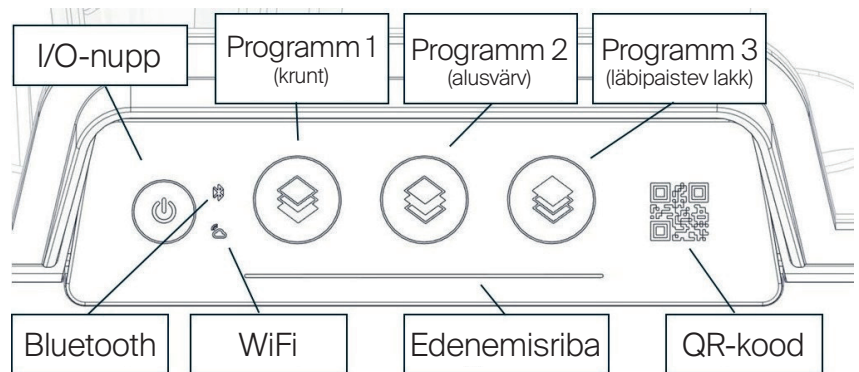 I/O-nupp
Programm 1
(krunt)
Programm 2
(alusvärv)
Programm 3
(läbipaistev lakk)
Bluetooth
WiFi
Edenemisriba
QR-kood